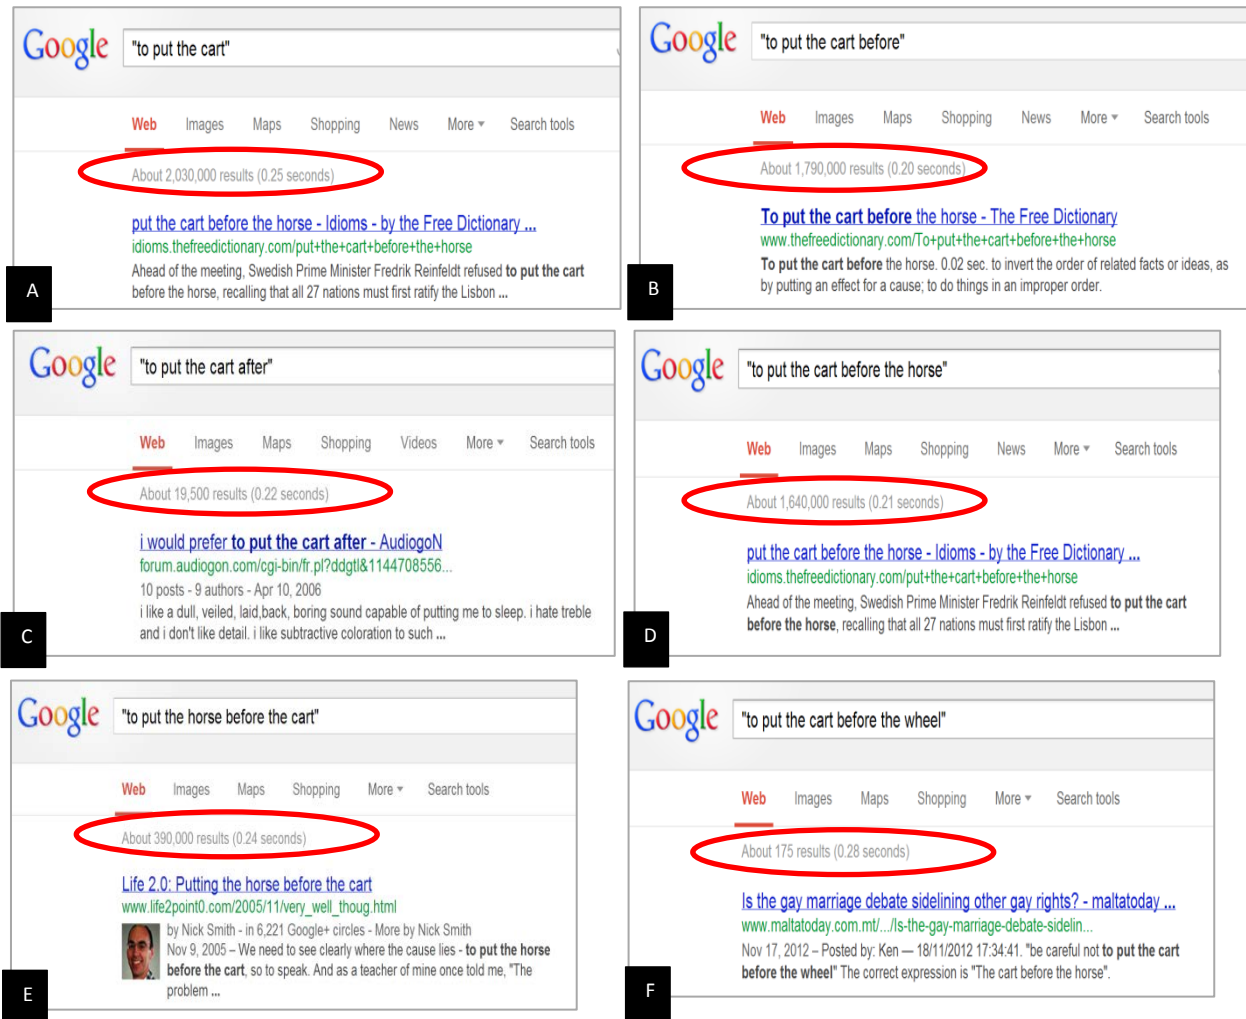 Google "to put the cart"
Web Images Maps Shopping News More Search tools
About 2,030,000 results (0.25 seconds)
put the cart before the horse - Idioms - by the Free Dictionary ...
idioms.thefreedictionary.com/put+the+cart+before+the+horse
Ahead of the meeting, Swedish Prime Minister Fredrik Reinfeldt refused to put the cart
before the horse, recalling that all 27 nations must first ratify the Lisbon ...
A
Google "to put the cart before"
Web Images Maps Shopping News More Search tools
About 1,790,000 results (0.20 seconds)
To put the cart before the horse - The Free Dictionary
www.thefreedictionary.com/To+put+the+cart+before+the+horse
To put the cart before the horse. 0.02 sec. to invert the order of related facts or ideas, as
by putting an effect for a cause; to do things in an improper order.
B
Google "to put the cart after"
Web Images Maps Shopping Videos More Search tools
About 19,500 results (0.22 seconds)
i would prefer to put the cart after - AudiogoN
forum.audiogon.com/cgi-bin/fr.pl?ddgtl&1144708556...
10 posts - 9 authors - Apr 10, 2006
i like a dull, veiled, laid,back, boring sound capable of putting me to sleep. i hate treble
and i don't like detail. i like subtractive coloration to such ...
C
Google "to put the cart before the horse"
Web Images Maps Shopping News More Search tools
About 1,640,000 results (0.21 seconds)
put the cart before the horse - Idioms - by the Free Dictionary ...
idioms.thefreedictionary.com/put+the+cart+before+the+horse
Ahead of the meeting, Swedish Prime Minister Fredrik Reinfeldt refused to put the cart
before the horse, recalling that all 27 nations must first ratify the Lisbon ...
D
Google "to put the horse before the cart"
Web Images Maps Shopping More Search tools
About 390,000 results (0.24 seconds)
Life 2.0: Putting the horse before the cart
www.life2point0.com/2005/11/very_well_thoug.html
by Nick Smith - in 6,221 Google+ circles - More by Nick Smith
Nov 9, 2005 – We need to see clearly where the cause lies - to put the horse
before the cart, so to speak. And as a teacher of mine once told me, "The
problem ...
E
Google "to put the cart before the wheel"
Web Images Maps Shopping More Search tools
About 175 results (0.28 seconds)
Is the gay marriage debate sidelining other gay rights? - maltatoday ...
www.maltatoday.com.mt/.../Is-the-gay-marriage-debate-sidelin...
Nov 17, 2012 – Posted by: Ken — 18/11/2012 17:34:41. "be careful not to put the cart
before the wheel" The correct expression is "The cart before the horse".
F